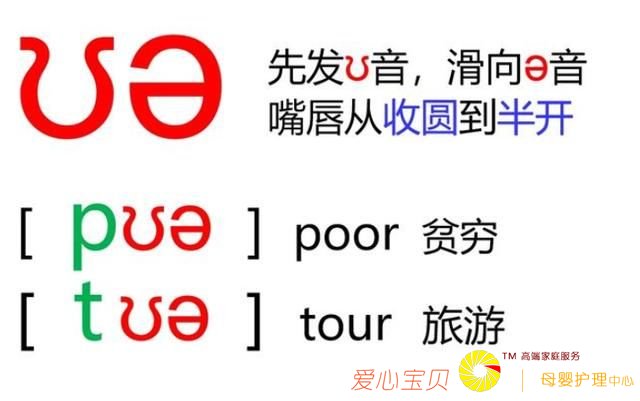 ʊə
先发ʊ音，滑向ə音
嘴唇从收圆到半开
[ pʊə ] poor 贫穷
[ tʊə ] tour 旅游
爱心宝贝 TM 高端家庭服务
母婴护理中心